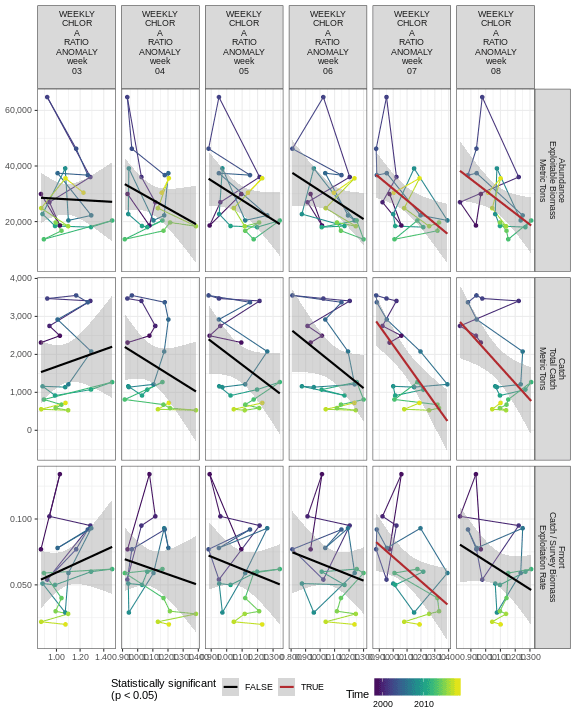 WEEKLY
CHLOR
A
RATIO
ANOMALY
week
03
WEEKLY
CHLOR
A
RATIO
ANOMALY
week
04
WEEKLY
CHLOR
A
RATIO
ANOMALY
week
05
WEEKLY
CHLOR
A
RATIO
ANOMALY
week
06
WEEKLY
CHLOR
A
RATIO
ANOMALY
week
07
WEEKLY
CHLOR
A
RATIO
ANOMALY
week
08
60,000
40,000
20,000
Abundance
Exploitable Biomass
Metric Tons
4,000
3,000
2,000
1,000
0
Catch
Total Catch
Metric Tons
0.100
0.050
Fmort
Catch / Survey Biomass
Exploitation Rate
1.00 1.20 1.40
Statistically significant
(p < 0.05)
FALSE
TRUE
Time
2000 2010